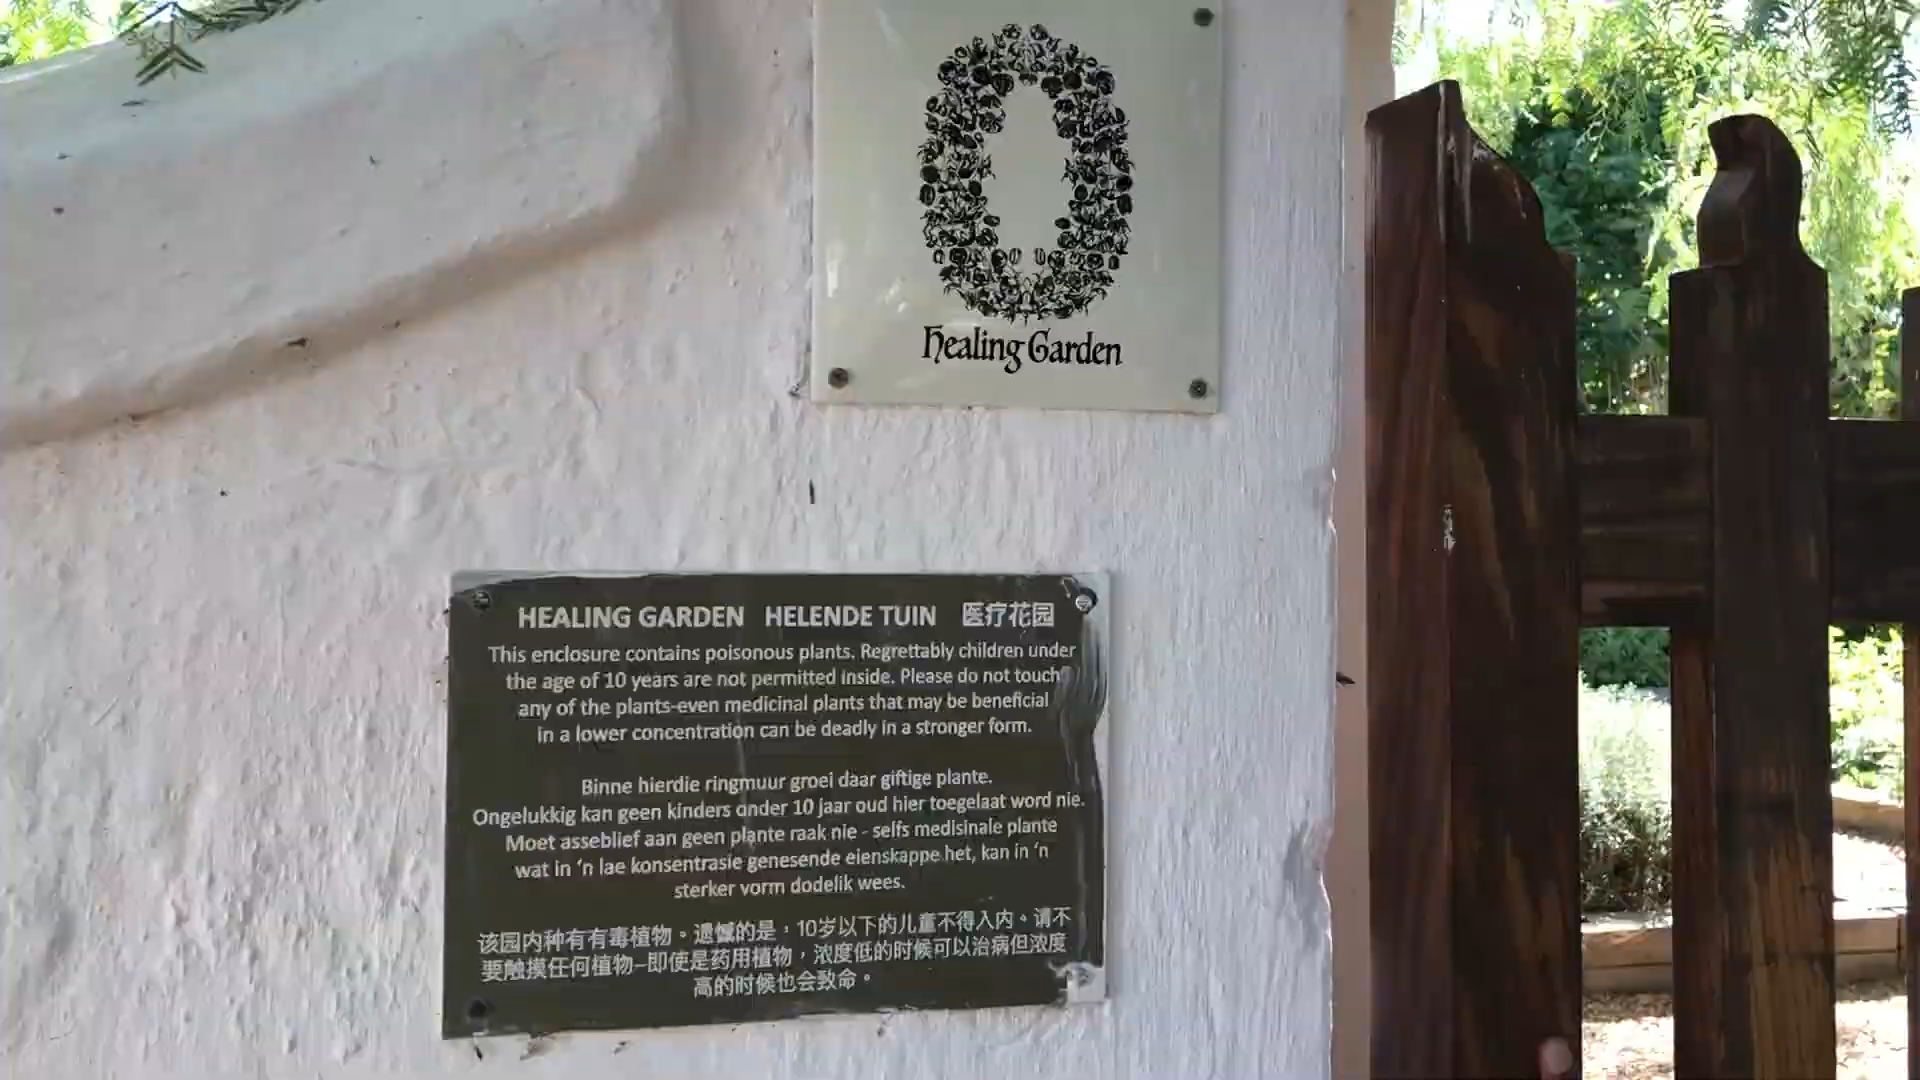 Healing Garden
HEALING GARDEN HELENDE TUIN 医疗花园
This enclosure contains poisonous plants. Regrettably children under
the age of 10 years are not permitted inside. Please do not touch
any of the plants-even medicinal plants that may be beneficial
in a lower concentration can be deadly in a stronger form.
Binne hierdie ringmuur groei daar giftige plante.
Ongelukkig kan geen kinders onder 10 jaar oud hier toegelaat word nie.
Moet asseblief aan geen plante raak nie - selfs medisinale plante
wat in ‘n lae konsentrasie genesende eienskappe het, kan in ‘n
sterker vorm dodelik wees.
该园内种有有毒植物。遗憾的是，10岁以下的儿童不得入内。请不
要触摸任何植物–即使是药用植物，浓度低的时候可以治病但浓度
高的时候也会致命。